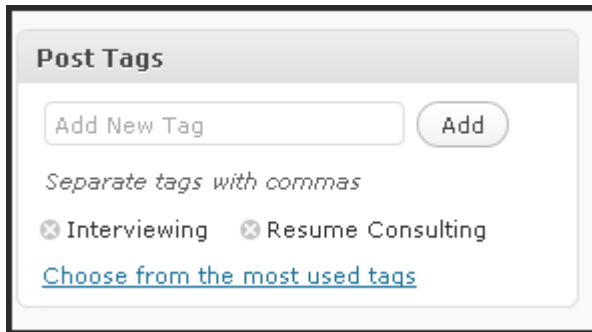 Post Tags
Add New Tag Add
Separate tags with commas
Interviewing Resume Consulting
Choose from the most used tags